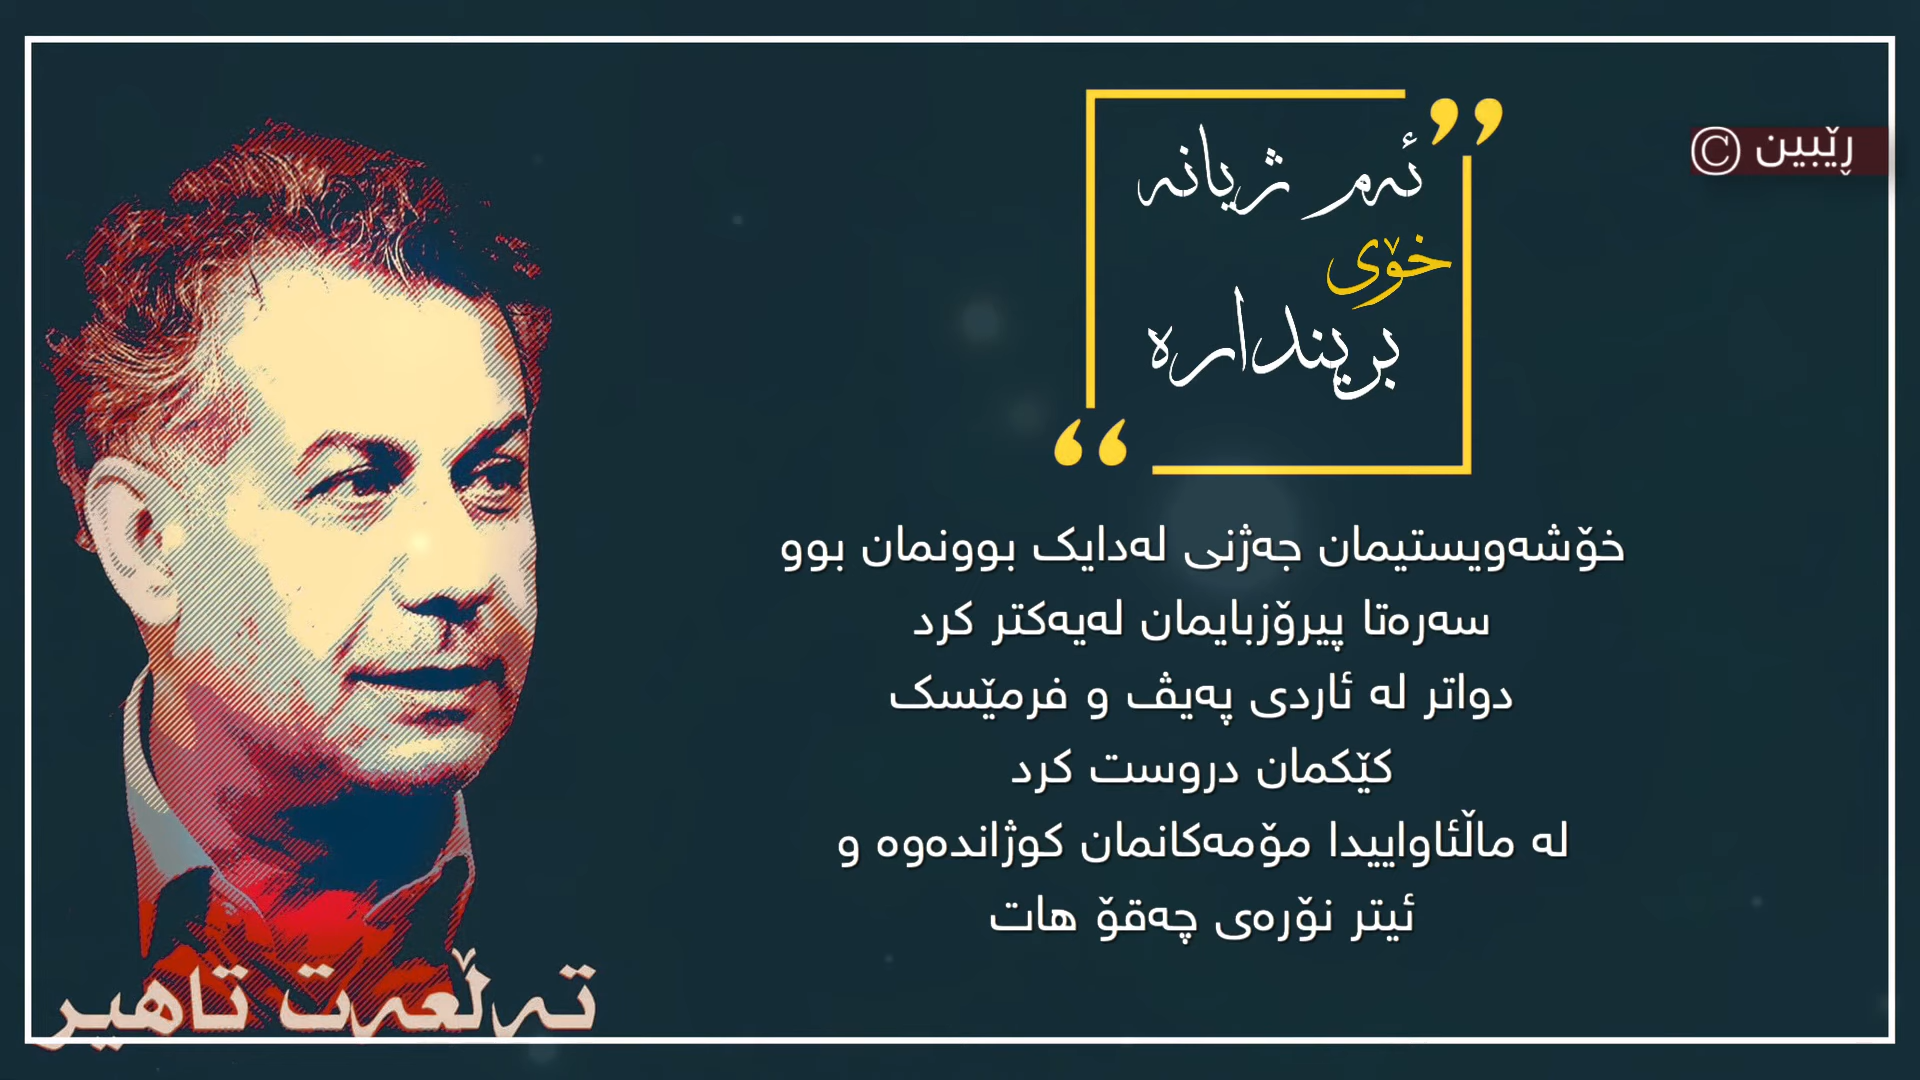 ئەم ژیانە
خۆی
بریندارە
ڕێبین ©
خۆشەویستیمان جەژنی لەدایک بوونمان بوو
سەرەتا پیرۆزبایمان لەیەکتر کرد
دواتر لە ئاردی پەیڤ و فرمێسک
کێکمان دروست کرد
لە ماڵئاواییدا مۆمەکانمان کوژاندەوە و
ئیتر نۆرەی چەقۆ هات
تەڵعەت تاهیر